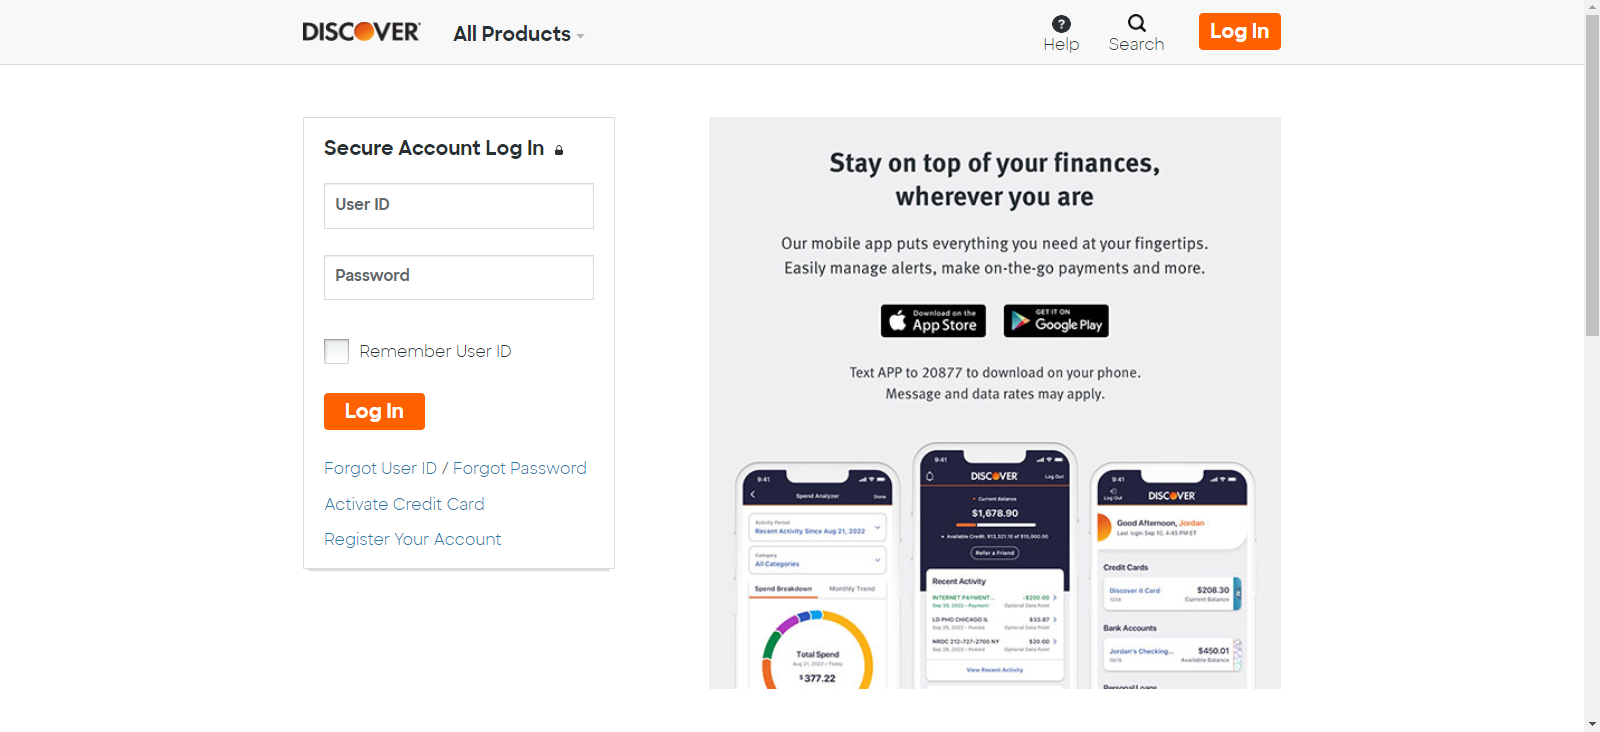 DISCOVER
All Products
Help
Search
Log In
Secure Account Log In
User ID
Password
Remember User ID
Log In
Forgot User ID / Forgot Password
Activate Credit Card
Register Your Account
Stay on top of your finances,
wherever you are
Our mobile app puts everything you need at your fingertips.
Easily manage alerts, make on-the-go payments and more.
Download on the
App Store
GET IT ON
Google Play
Text APP to 20877 to download on your phone.
Message and data rates may apply.
9:41
Spend Analyzer
Done
Activity Period
Recent Activity Since Aug 21, 2022
Category
All Categories
Spend Breakdown
Monthly Trend
Total Spend
Aug 21, 2022 - Today
$377.22
9:41
DISCOVER
Log Out
Current Balance
$1,678.90
Available Credit: $13,321.10 of $15,000.00
Refer a Friend
Recent Activity
INTERNET PAYMENT... -$200.00
Sep 30, 2022 - Payment Optional Data Point
LD PHO CHICAGO IL $33.87
Sep 29, 2022 - Posted Optional Data Point
NRDC 212-727-2700 NY $20.00
Sep 28, 2022 - Posted Optional Data Point
View Recent Activity
9:41
Log Out
DISCOVER
Good Afternoon, Jordan
Last login Sep 10, 4:45 PM ET
Credit Cards
Discover it Card $208.30
1234 Current Balance
Bank Accounts
Jordan's Checking... $450.01
5678 Available Balance
Personal Loans